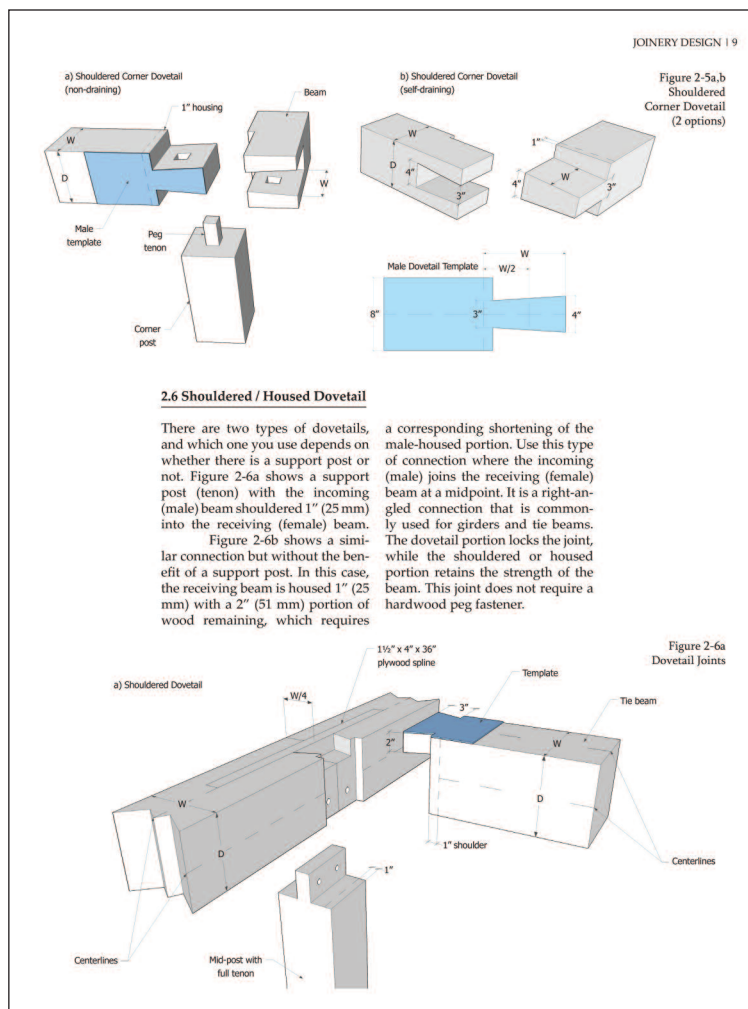 JOINERY DESIGN | 9
a) Shouldered Corner Dovetail
(non-draining)
1” housing
Beam
W
D
W
Male
template
Peg
tenon
Corner
post
b) Shouldered Corner Dovetail
(self-draining)
W
D
4”
3”
1”
4”
W
3”
Figure 2-5a,b
Shouldered
Corner Dovetail
(2 options)
Male Dovetail Template
W
W/2
8”
3”
4”
2.6 Shouldered / Housed Dovetail
There are two types of dovetails,
and which one you use depends on
whether there is a support post or
not. Figure 2-6a shows a support
post (tenon) with the incoming
(male) beam shouldered 1” (25 mm)
into the receiving (female) beam.
Figure 2-6b shows a simi-
lar connection but without the ben-
efit of a support post. In this case,
the receiving beam is housed 1” (25
mm) with a 2” (51 mm) portion of
wood remaining, which requires
a corresponding shortening of the
male-housed portion. Use this type
of connection where the incoming
(male) joins the receiving (female)
beam at a midpoint. It is a right-an-
gled connection that is common-
ly used for girders and tie beams.
The dovetail portion locks the joint,
while the shouldered or housed
portion retains the strength of the
beam. This joint does not require a
hardwood peg fastener.
Figure 2-6a
Dovetail Joints
a) Shouldered Dovetail
1½” x 4” x 36”
plywood spline
W/4
Template
3”
Tie beam
2”
W
D
W
D
1” shoulder
Centerlines
1”
Centerlines
Mid-post with
full tenon